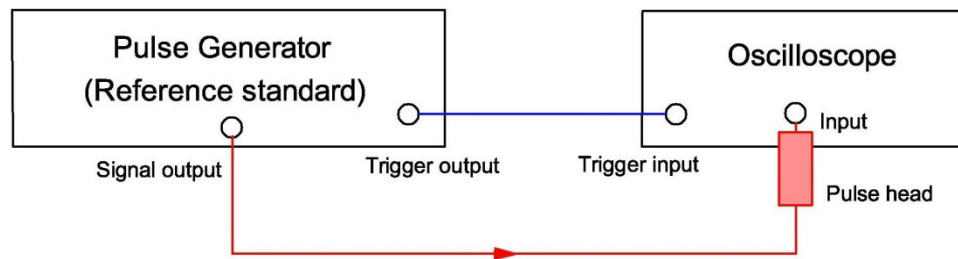 Pulse Generator
(Reference standard)
Oscilloscope
Signal output
Trigger output
Trigger input
Input
Pulse head